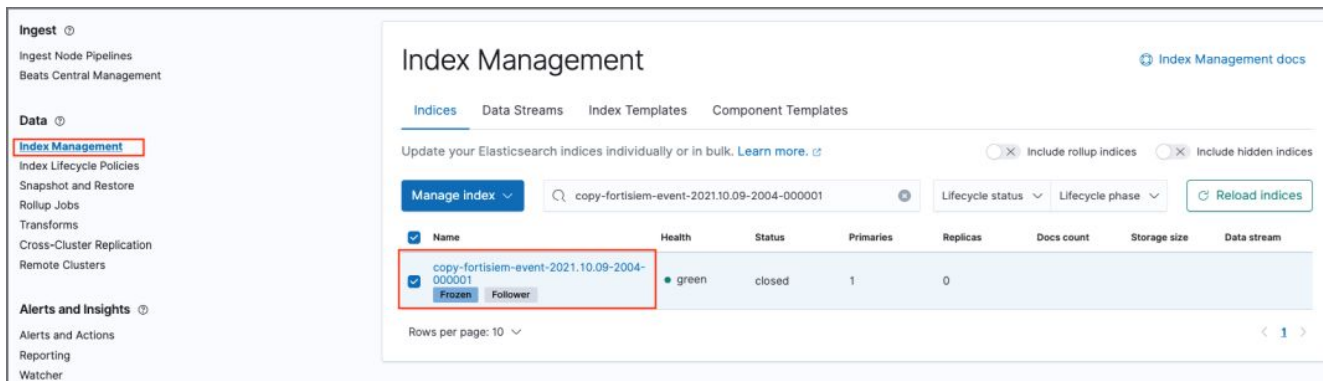 Ingest
Ingest Node Pipelines
Beats Central Management
Data
Index Management
Index Lifecycle Policies
Snapshot and Restore
Rollup Jobs
Transforms
Cross-Cluster Replication
Remote Clusters
Alerts and Insights
Alerts and Actions
Reporting
Watcher
Index Management
Index Management docs
Indices Data Streams Index Templates Component Templates
Update your Elasticsearch indices individually or in bulk. Learn more. Include rollup indices Include hidden indices
Manage index copy-fortisiem-event-2021.10.09-2004-000001 Lifecycle status Lifecycle phase Reload indices
Name Health Status Primaries Replicas Docs count Storage size Data stream
copy-fortisiem-event-2021.10.09-2004-
000001 green closed 1 0
Frozen Follower
Rows per page: 10 < 1 >